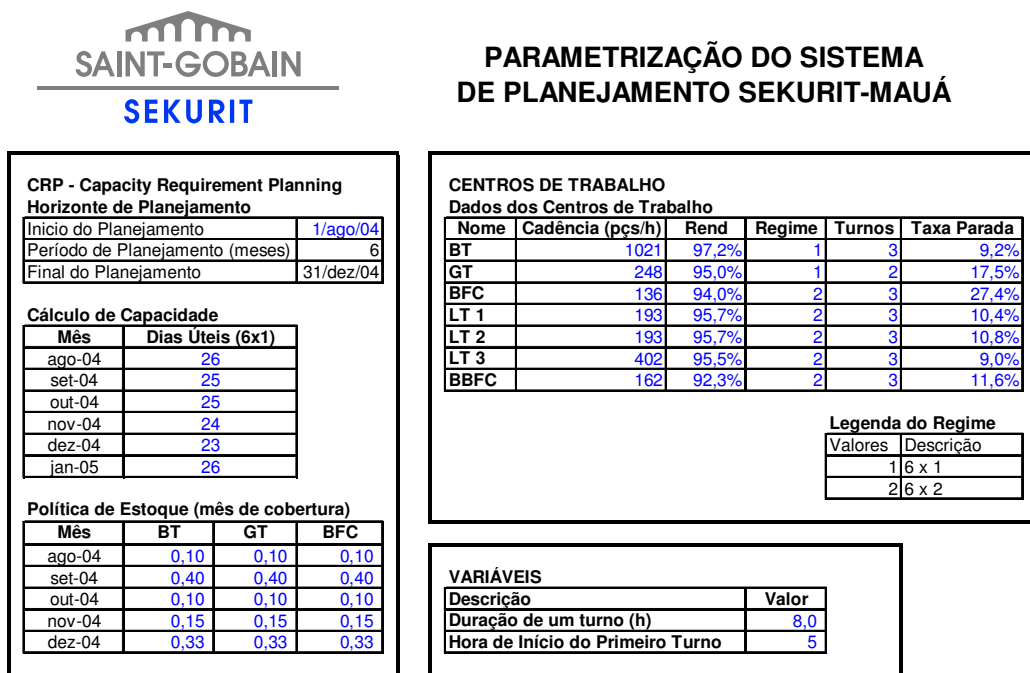 SAINT-GOBAIN
SEKURIT
PARAMETRIZAÇÃO DO SISTEMA
DE PLANEJAMENTO SEKURIT-MAUÁ
CRP - Capacity Requirement Planning
Horizonte de Planejamento
Inicio do Planejamento 1/ago/04
Período de Planejamento (meses) 6
Final do Planejamento 31/dez/04
Cálculo de Capacidade
Mês Dias Úteis (6x1)
ago-04 26
set-04 25
out-04 25
nov-04 24
dez-04 23
jan-05 26
Política de Estoque (mês de cobertura)
Mês BT GT BFC
ago-04 0,10 0,10 0,10
set-04 0,40 0,40 0,40
out-04 0,10 0,10 0,10
nov-04 0,15 0,15 0,15
dez-04 0,33 0,33 0,33
CENTROS DE TRABALHO
Dados dos Centros de Trabalho
Nome Cadência (pçs/h) Rend Regime Turnos Taxa Parada
BT 1021 97,2% 1 3 9,2%
GT 248 95,0% 1 2 17,5%
BFC 136 94,0% 2 3 27,4%
LT 1 193 95,7% 2 3 10,4%
LT 2 193 95,7% 2 3 10,8%
LT 3 402 95,5% 2 3 9,0%
BBFC 162 92,3% 2 3 11,6%
Legenda do Regime
Valores Descrição
1 6 x 1
2 6 x 2
VARIÁVEIS
Descrição Valor
Duração de um turno (h) 8,0
Hora de Início do Primeiro Turno 5